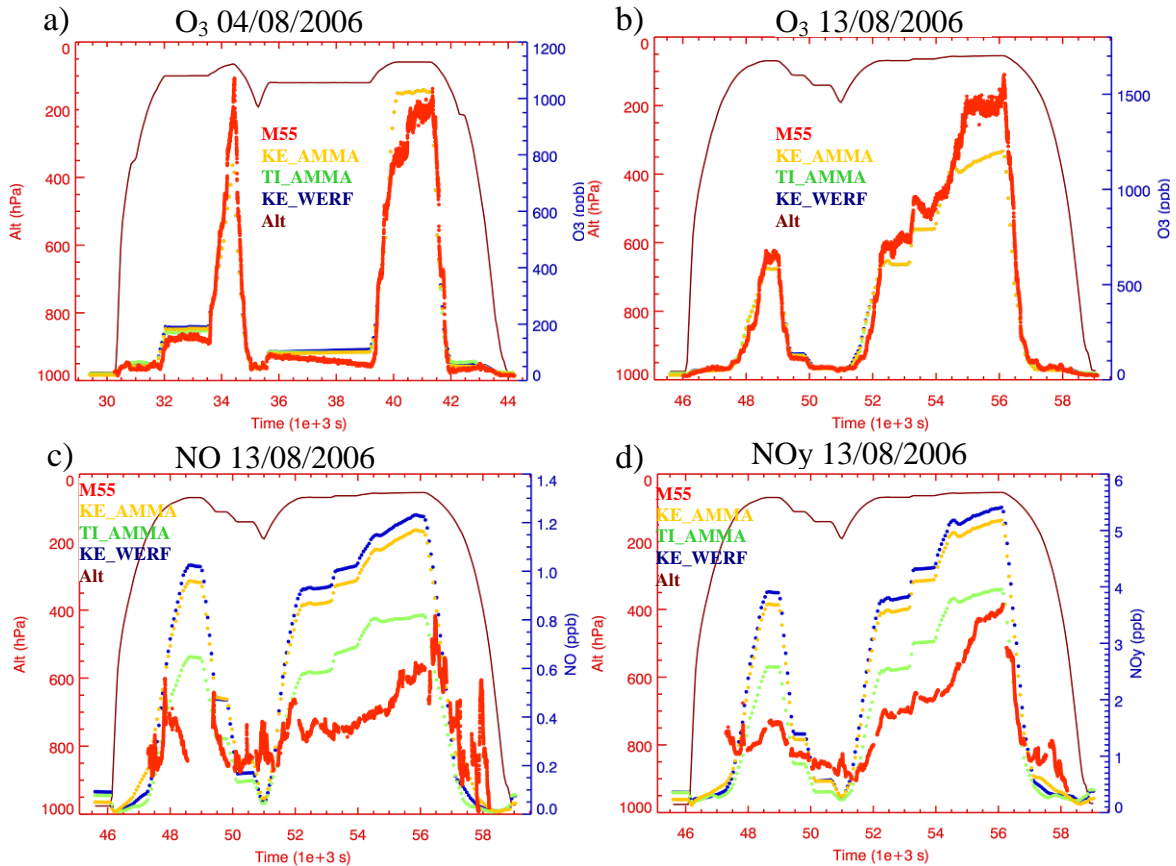 a) O₃ 04/08/2006
0
200
400
600
800
1000
Alt (hPa)
M55
KE_AMMA
TI_AMMA
KE_WERF
Alt
1200
1000
800
600
400
200
0
O3 (ppb)
30 32 34 36 38 40 42 44
Time (1e+3 s)
b) O₃ 13/08/2006
0
200
400
600
800
1000
Alt (hPa)
M55
KE_AMMA
TI_AMMA
KE_WERF
Alt
1500
1000
500
0
O3 (ppb)
46 48 50 52 54 56 58
Time (1e+3 s)
c) NO 13/08/2006
0
200
400
600
800
1000
Alt (hPa)
M55
KE_AMMA
TI_AMMA
KE_WERF
Alt
1.4
1.2
1.0
0.8
0.6
0.4
0.2
0.0
NO (ppb)
46 48 50 52 54 56 58
Time (1e+3 s)
d) NOy 13/08/2006
0
200
400
600
800
1000
Alt (hPa)
M55
KE_AMMA
TI_AMMA
KE_WERF
Alt
6
5
4
3
2
1
0
NOy (ppb)
46 48 50 52 54 56 58
Time (1e+3 s)